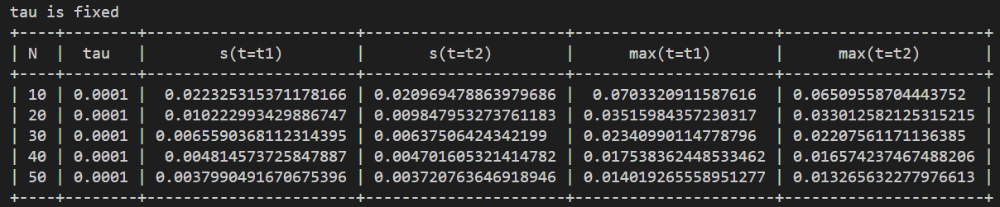 tau is fixed
+----+--------+----------------------+----------------------+----------------------+----------------------+
| N  |  tau   |       s(t=t1)        |       s(t=t2)        |      max(t=t1)       |      max(t=t2)       |
+----+--------+----------------------+----------------------+----------------------+----------------------+
| 10 | 0.0001 |  0.022325315371178166 | 0.020969478863979686 |  0.0703320911587616  | 0.06509558704443752  |
| 20 | 0.0001 |  0.010222993429886747 | 0.009847953273761183 | 0.03515984357230317  | 0.033012582125315215 |
| 30 | 0.0001 | 0.0065590368112314395 | 0.00637506424342199  | 0.02340990114778796  | 0.02207561171136385  |
| 40 | 0.0001 |  0.004814573725847887 | 0.004701605321414782 | 0.017538362448533462 | 0.016574237467488206 |
| 50 | 0.0001 | 0.0037990491670675396 | 0.003720763646918946 | 0.014019265558951277 | 0.013265632277976613 |
+----+--------+----------------------+----------------------+----------------------+----------------------+